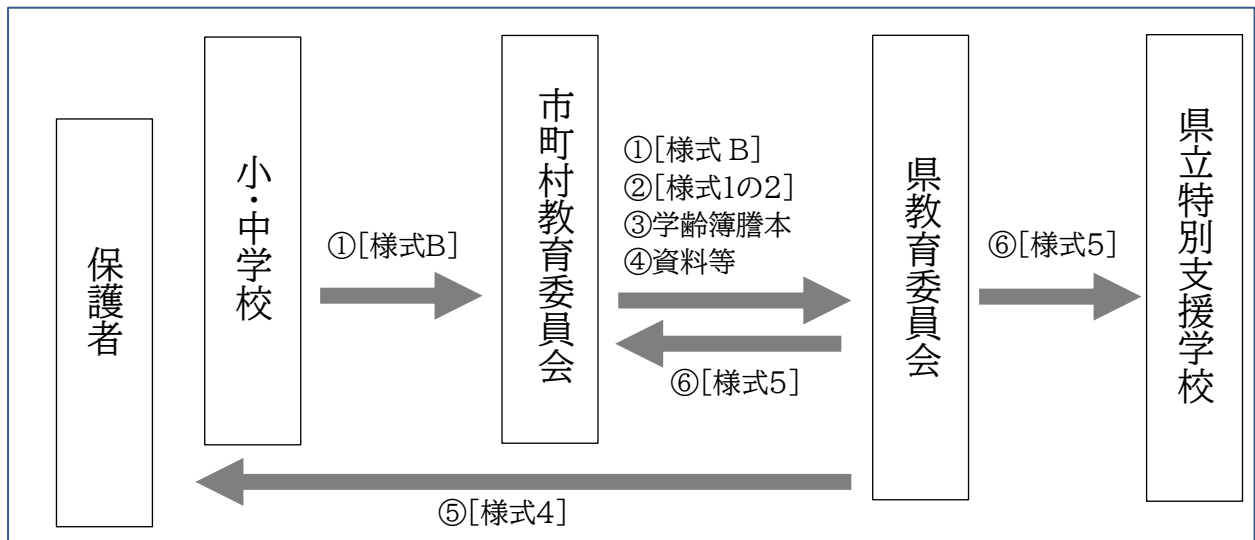 保護者
小・中学校
①[様式B]
市町村教育委員会
①[様式 B]
②[様式1の2]
③学齢簿謄本
④資料等
⑥[様式5]
県教育委員会
⑥[様式5]
県立特別支援学校
⑤[様式4]